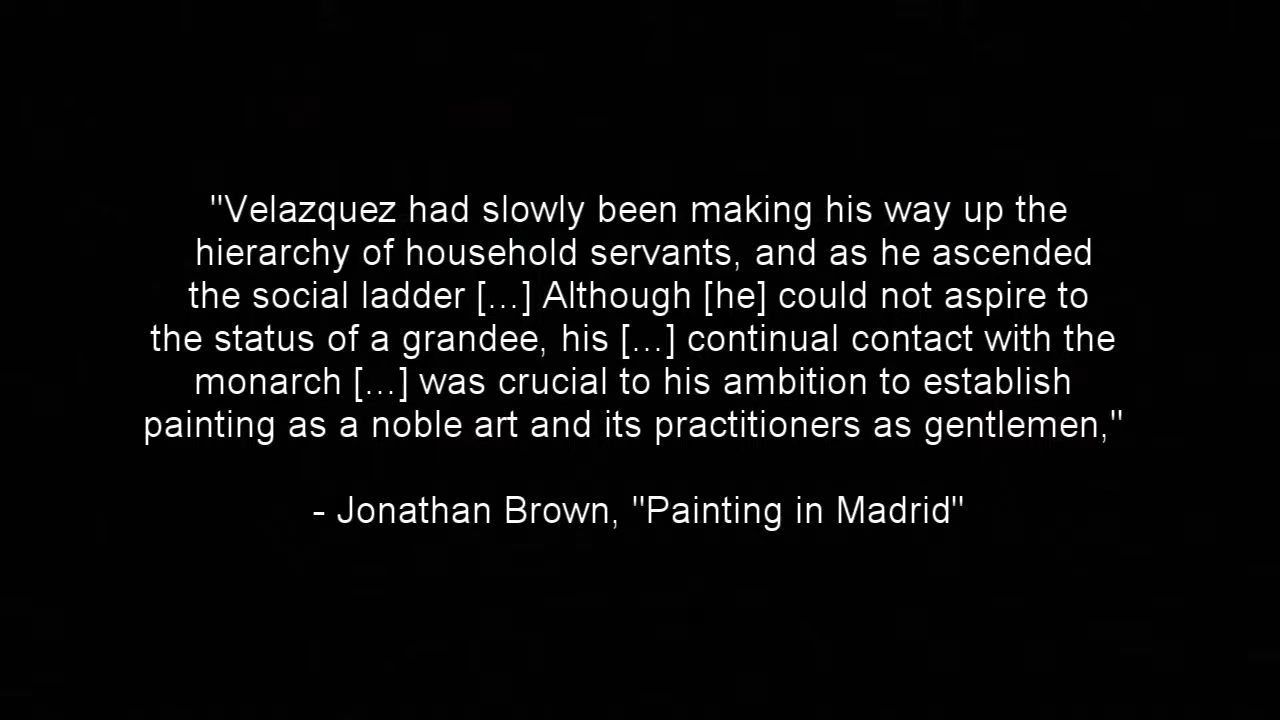 "Velazquez had slowly been making his way up the
hierarchy of household servants, and as he ascended
the social ladder […] Although [he] could not aspire to
the status of a grandee, his […] continual contact with the
monarch […] was crucial to his ambition to establish
painting as a noble art and its practitioners as gentlemen,"
- Jonathan Brown, "Painting in Madrid"